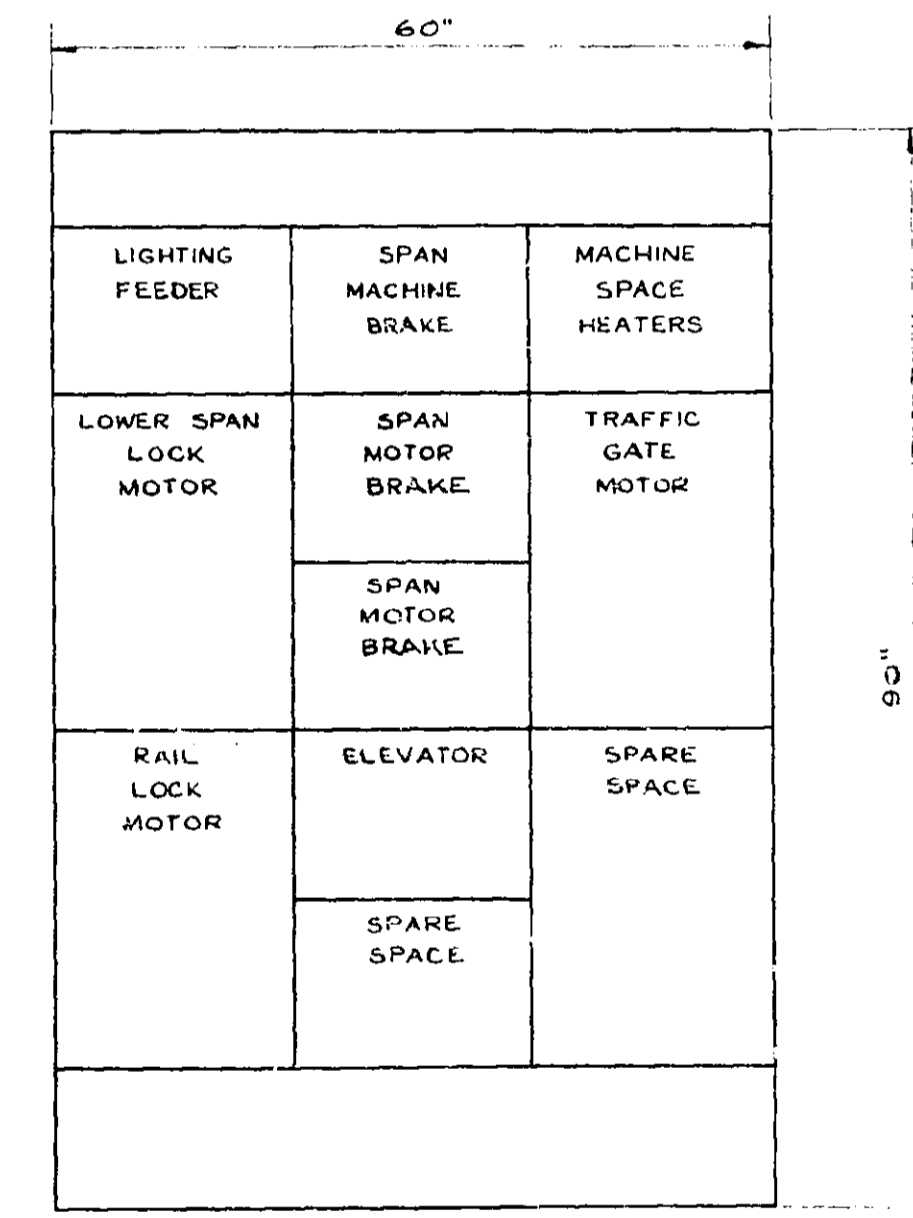 60"
LIGHTING
FEEDER
SPAN
MACHINE
BRAKE
MACHINE
SPACE
HEATERS
LOWER SPAN
LOCK
MOTOR
SPAN
MOTOR
BRAKE
TRAFFIC
GATE
MOTOR
SPAN
MOTOR
BRAKE
90"
RAIL
LOCK
MOTOR
ELEVATOR
SPARE
SPACE
SPARE
SPACE